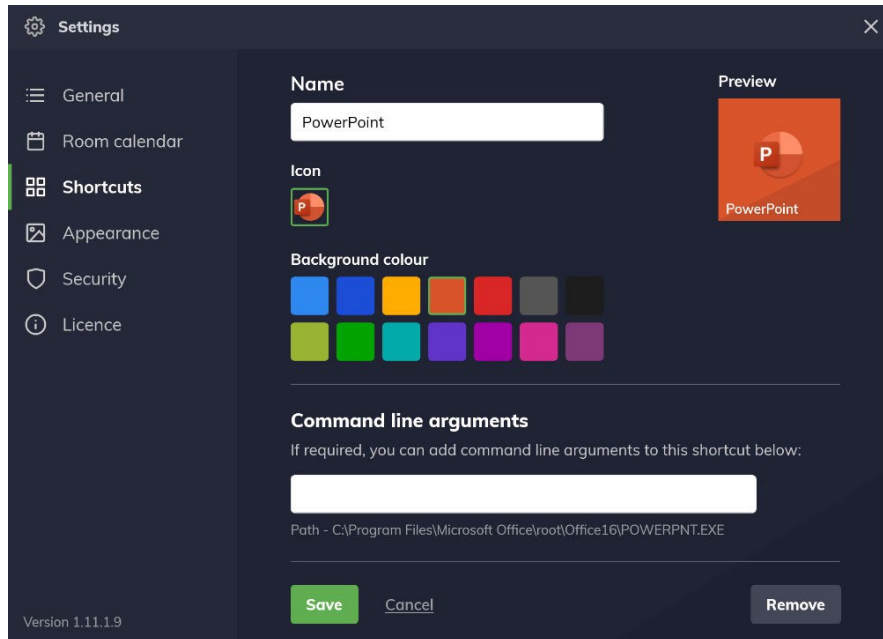 Settings
General
Room calendar
Shortcuts
Appearance
Security
Licence
Version 1.11.1.9
Name
PowerPoint
Icon
P
Background colour
Preview
P
PowerPoint
Command line arguments
If required, you can add command line arguments to this shortcut below:
Path - C:\Program Files\Microsoft Office\root\Office16\POWERPNT.EXE
Save
Cancel
Remove